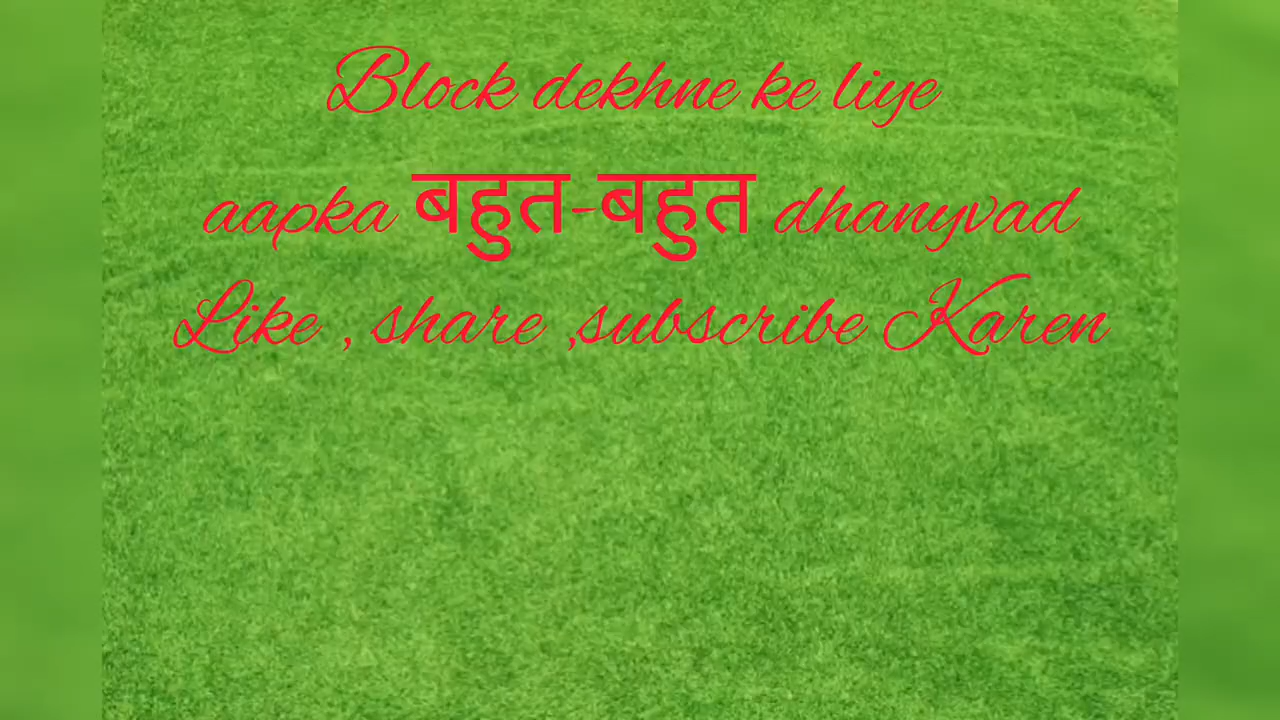 Block dekhne ke liye
aapka बहुत-बहुत dhanyvad
Like , share ,subscribe Karen